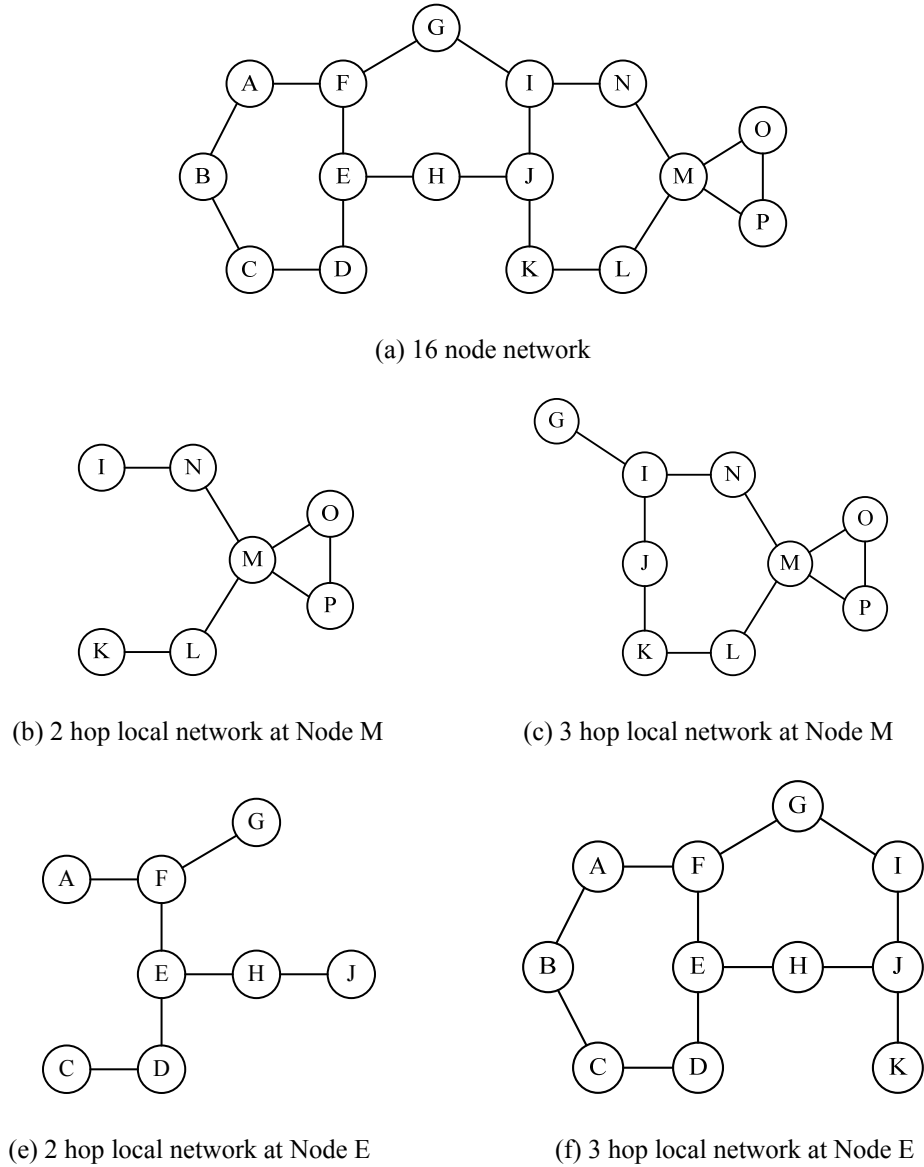 G
A F I N
O
B E H J M
P
C D K L
(a) 16 node network
G
I N
I N
O
O
M
J M
P
P
K L
K L
(b) 2 hop local network at Node M
(c) 3 hop local network at Node M
G
G
A F
A F I
E H J
B E H J
C D
C D K
(e) 2 hop local network at Node E
(f) 3 hop local network at Node E